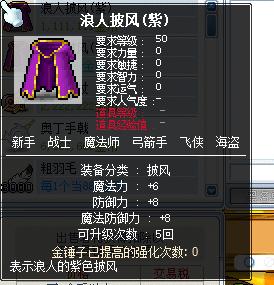 浪人披风(紫)
要求等级: 50
要求力量: 0
要求敏捷: 0
要求智力: 0
要求运气: 0
要求人气度: -
道具等级: -
道具经验值: -
新手 战士 魔法师 弓箭手 飞侠 海盗
装备分类 : 披风
魔法力 : +6
防御力 : +8
魔法防御力 : +8
可升级次数 : 5回
金锤子已提高的强化次数: 0
表示浪人的紫色披风